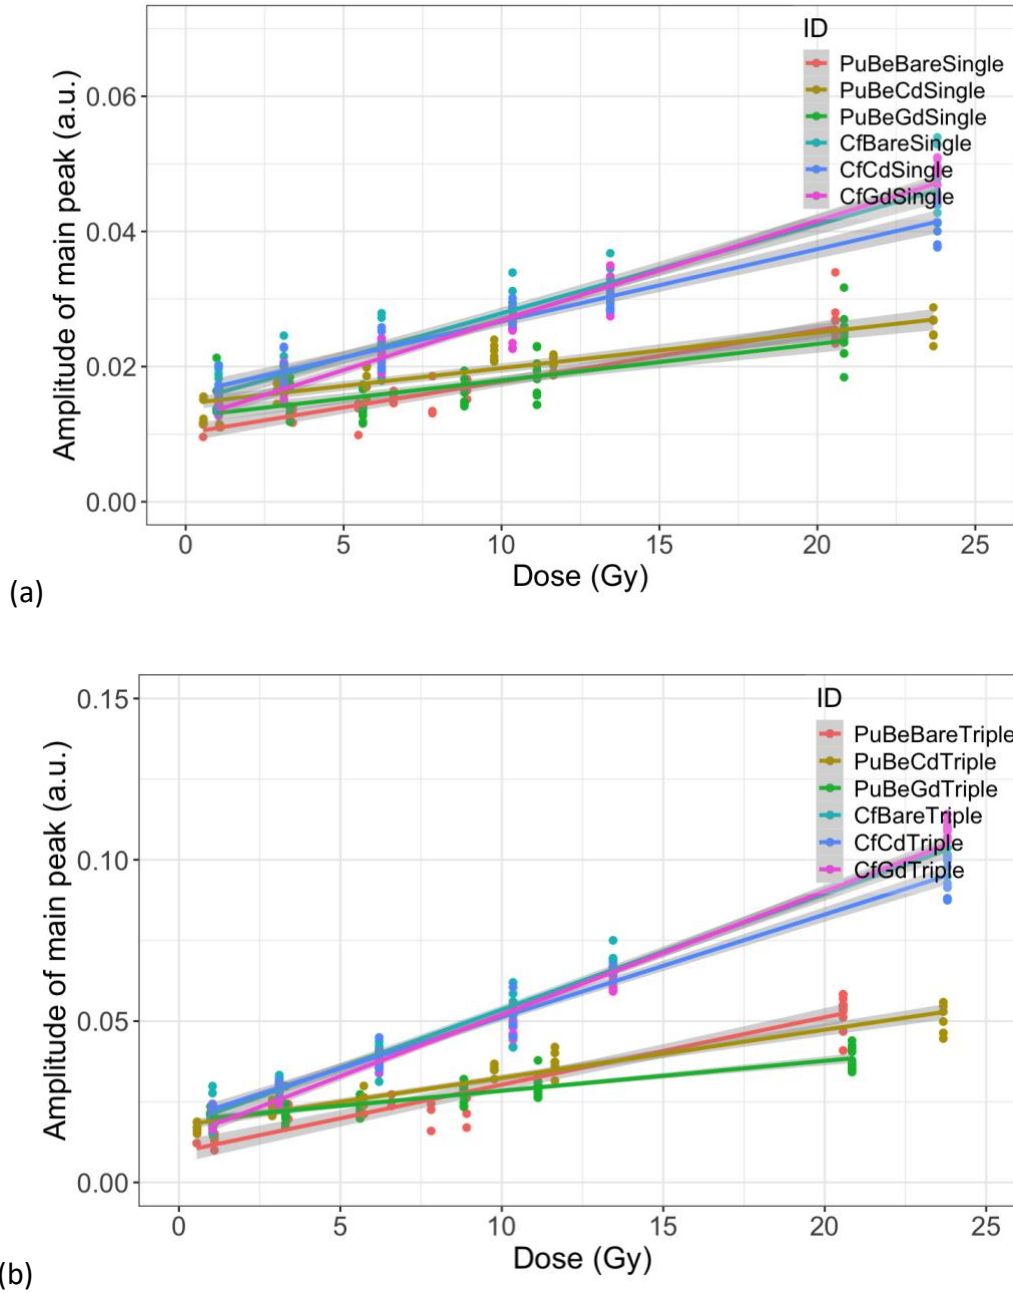 ID
PuBeBareSingle
PuBeCdSingle
PuBeGdSingle
CfBareSingle
CfCdSingle
CfGdSingle
Amplitude of main peak (a.u.)
0.06
0.04
0.02
0.00
0 5 10 15 20 25
Dose (Gy)
(a)
ID
PuBeBareTriple
PuBeCdTriple
PuBeGdTriple
CfBareTriple
CfCdTriple
CfGdTriple
Amplitude of main peak (a.u.)
0.15
0.10
0.05
0.00
0 5 10 15 20 25
Dose (Gy)
(b)